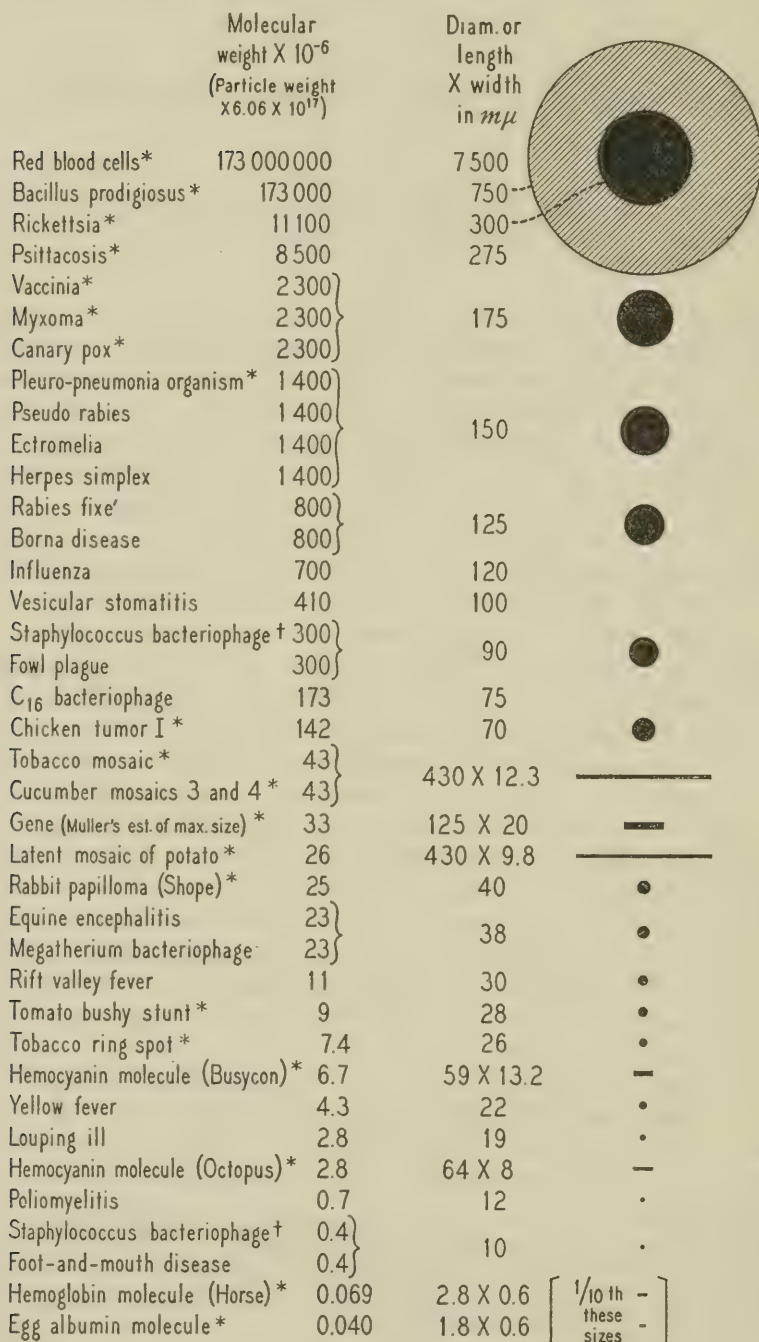 Molecular weight X 10⁻⁶ (Particle weight X6.06 X 10¹⁷) Diam. or length X width in mμ
Red blood cells* 173 000 000 7 500
Bacillus prodigiosus* 173 000 750
Rickettsia* 11 100 300
Psittacosis* 8 500 275
Vaccinia* 2 300
Myxoma* 2 300 175
Canary pox* 2 300
Pleuro-pneumonia organism* 1 400
Pseudo rabies 1 400
150
Ectromelia 1 400
Herpes simplex 1 400
Rabies fixe′ 800
125
Borna disease 800
Influenza 700 120
Vesicular stomatitis 410 100
Staphylococcus bacteriophage † 300
90
Fowl plague 300
C₁₆ bacteriophage 173 75
Chicken tumor I * 142 70
Tobacco mosaic * 43
430 X 12.3
Cucumber mosaics 3 and 4 * 43
Gene (Muller's est. of max. size) * 33 125 X 20
Latent mosaic of potato * 26 430 X 9.8
Rabbit papilloma (Shope) * 25 40
Equine encephalitis 23
38
Megatherium bacteriophage 23
Rift valley fever 11 30
Tomato bushy stunt * 9 28
Tobacco ring spot * 7.4 26
Hemocyanin molecule (Busycon) * 6.7 59 X 13.2
Yellow fever 4.3 22
Louping ill 2.8 19
Hemocyanin molecule (Octopus) * 2.8 64 X 8
Poliomyelitis 0.7 12
Staphylococcus bacteriophage † 0.4
10
Foot-and-mouth disease 0.4
Hemoglobin molecule (Horse) * 0.069 2.8 X 0.6 1/10 th
these
Egg albumin molecule * 0.040 1.8 X 0.6 sizes